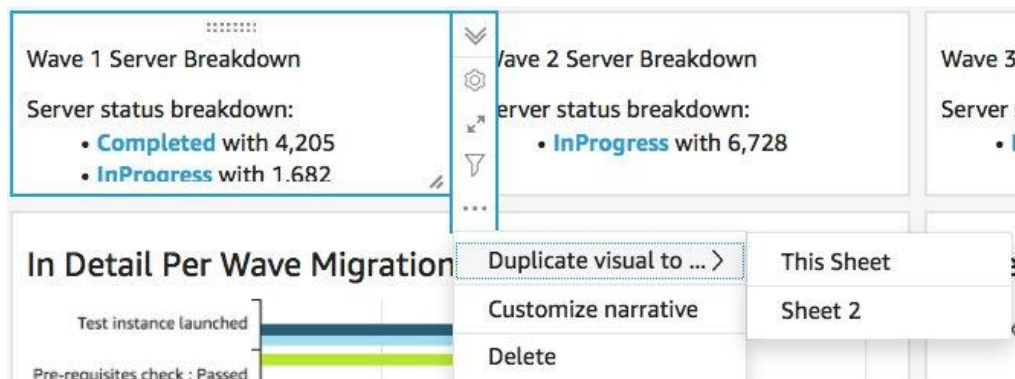 Wave 1 Server Breakdown
Server status breakdown:
• Completed with 4,205
• InProgress with 1,682
Wave 2 Server Breakdown
Server status breakdown:
• InProgress with 6,728
Wave 3
Server
In Detail Per Wave Migration
Test instance launched
Pre-requisites check : Passed
Duplicate visual to ... >
Customize narrative
Delete
This Sheet
Sheet 2